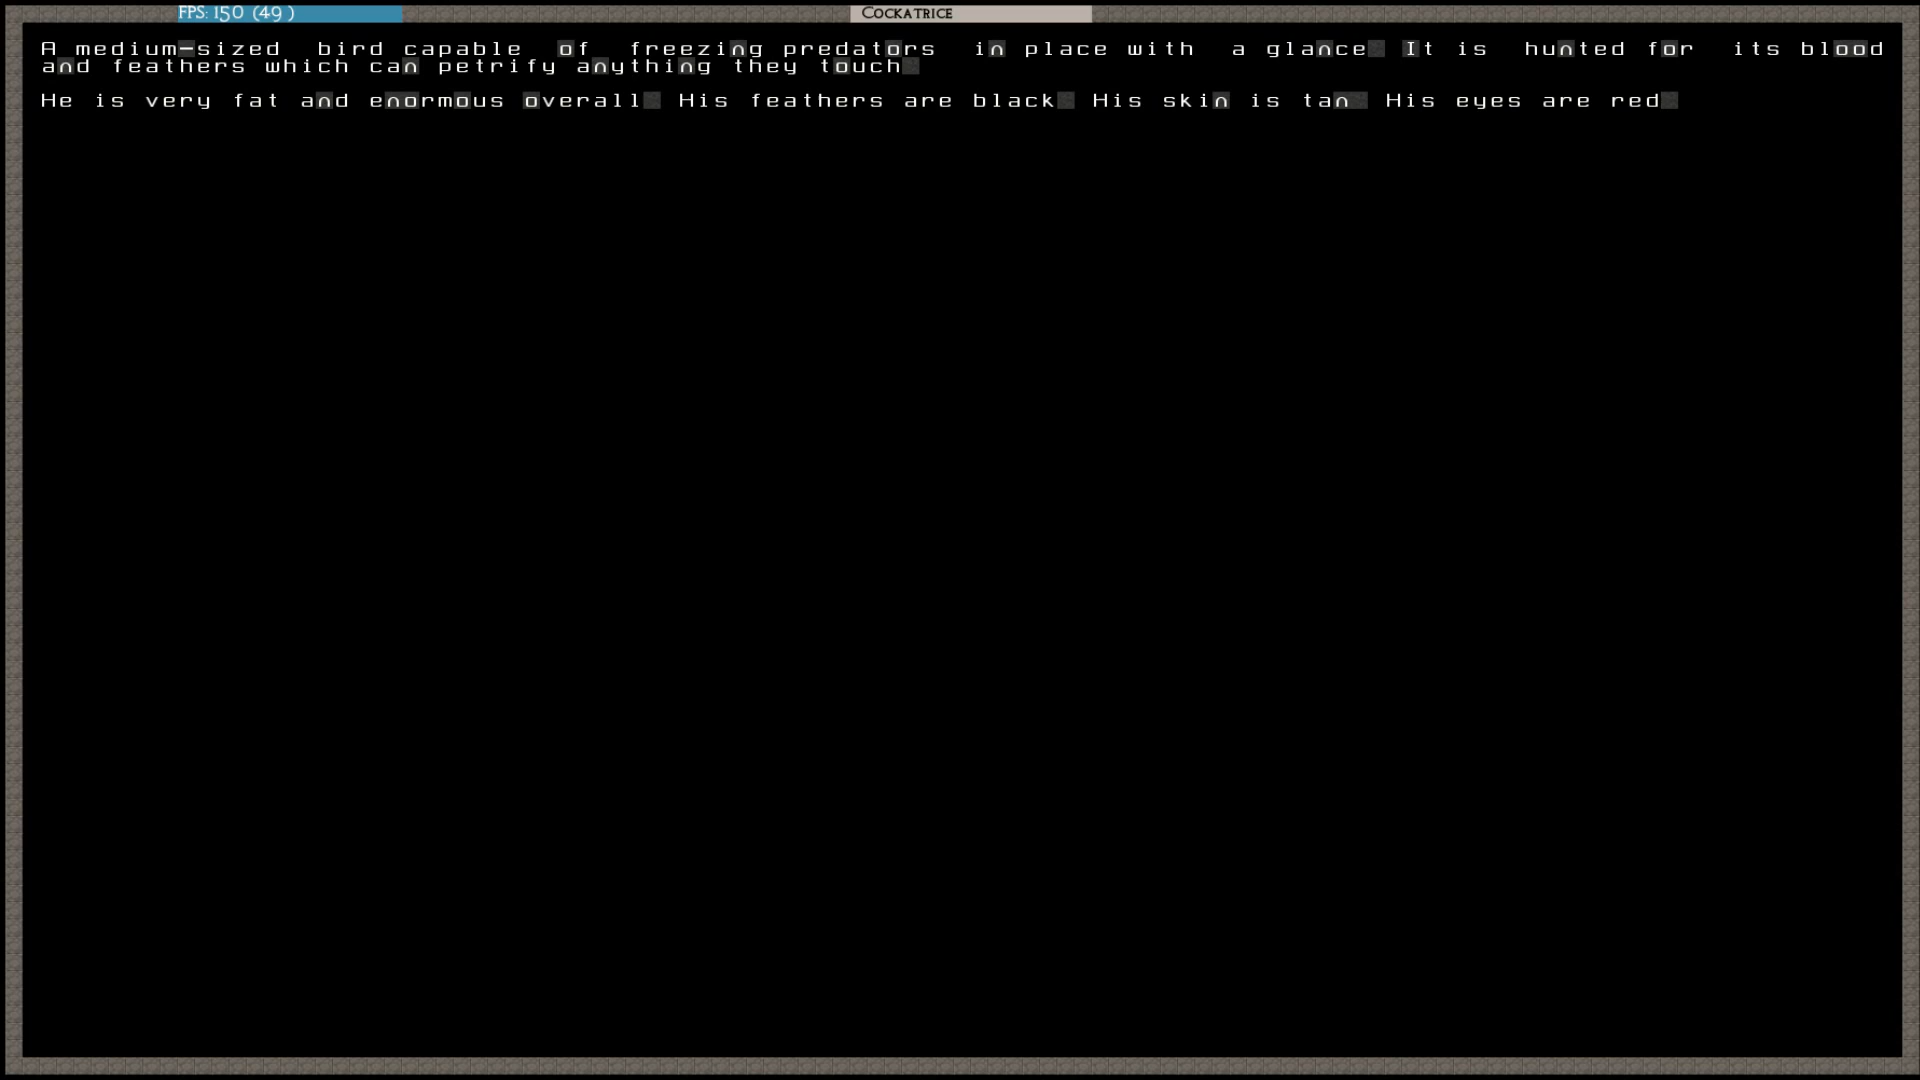 FPS: 150 (49 )
COCKATRICE
A medium-sized bird capable of freezing predators in place with a glance. It is hunted for its blood
and feathers which can petrify anything they touch.
He is very fat and enormous overall. His feathers are black. His skin is tan. His eyes are red.